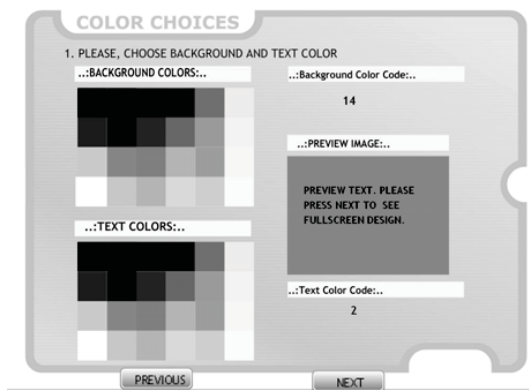 COLOR CHOICES
1. PLEASE, CHOOSE BACKGROUND AND TEXT COLOR
..:BACKGROUND COLORS:..
..:Background Color Code:..
14
..:PREVIEW IMAGE:..
PREVIEW TEXT. PLEASE
PRESS NEXT TO SEE
FULLSCREEN DESIGN.
..:TEXT COLORS:..
..:Text Color Code:..
2
PREVIOUS
NEXT